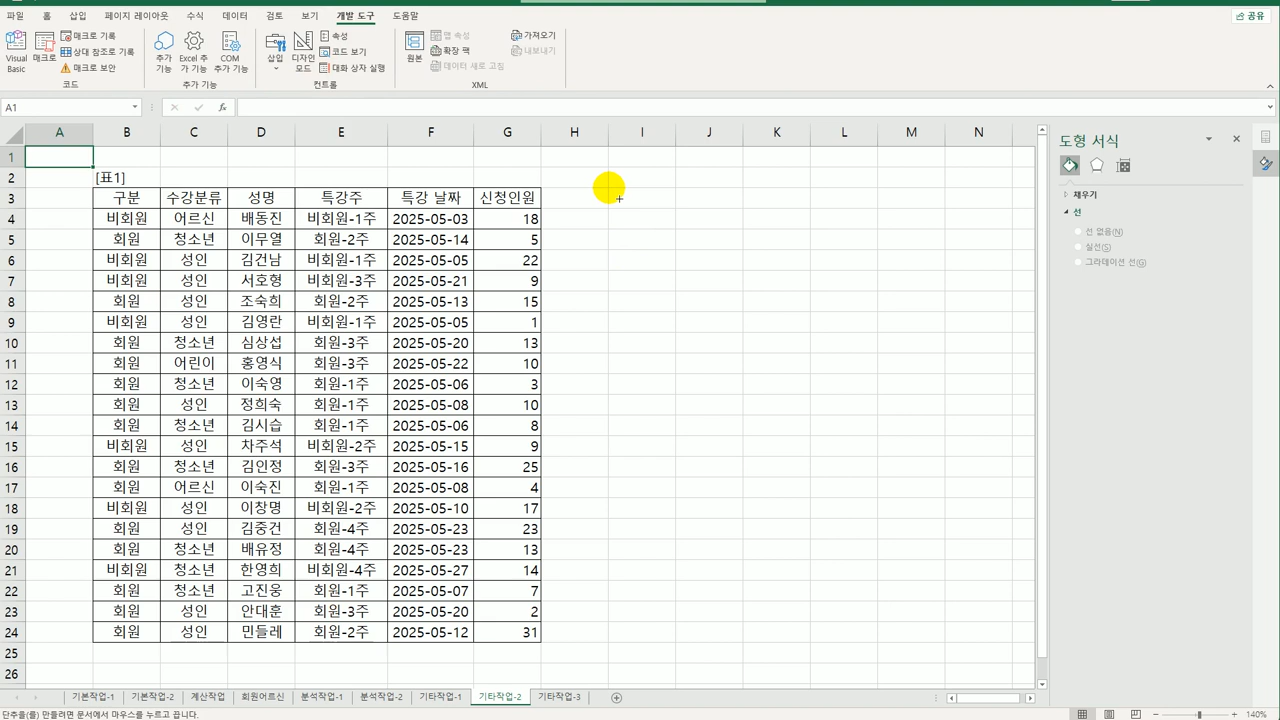 파일 홈 삽입 페이지 레이아웃 수식 데이터 검토 보기 개발 도구 도움말 공유
Visual Basic 매크로 매크로 기록 상대 참조로 기록 매크로 보안 코드
추가 기능 Excel 추가 기능 COM 추가 기능 추가 기능
삽입 디자인 모드 속성 코드 보기 대화 상자 실행 컨트롤
원본 맵 속성 확장 팩 데이터 새로 고침 가져오기 내보내기 XML
A1 fx
A B C D E F G H I J K L M N
1
2 [표1]
3 구분 수강분류 성명 특강주 특강 날짜 신청인원
4 비회원 어르신 배동진 비회원-1주 2025-05-03 18
5 회원 청소년 이무열 회원-2주 2025-05-14 5
6 비회원 성인 김건남 비회원-1주 2025-05-05 22
7 비회원 성인 서호형 비회원-3주 2025-05-21 9
8 회원 성인 조숙희 회원-2주 2025-05-13 15
9 비회원 성인 김영란 비회원-1주 2025-05-05 1
10 회원 청소년 심상섭 회원-3주 2025-05-20 13
11 회원 어린이 홍영식 회원-3주 2025-05-22 10
12 회원 청소년 이숙영 회원-1주 2025-05-06 3
13 회원 성인 정희숙 회원-1주 2025-05-08 10
14 회원 청소년 김시습 회원-1주 2025-05-06 8
15 비회원 성인 차주석 비회원-2주 2025-05-15 9
16 회원 청소년 김인정 회원-3주 2025-05-16 25
17 회원 어르신 이숙진 회원-1주 2025-05-08 4
18 비회원 성인 이창명 비회원-2주 2025-05-10 17
19 회원 성인 김중건 회원-4주 2025-05-23 23
20 회원 청소년 배유정 회원-4주 2025-05-23 13
21 비회원 청소년 한영희 비회원-4주 2025-05-27 14
22 회원 청소년 고진웅 회원-1주 2025-05-07 7
23 회원 성인 안대훈 회원-3주 2025-05-20 2
24 회원 성인 민들레 회원-2주 2025-05-12 31
25
26
도형 서식
채우기
선
선 없음(N)
실선(S)
그라데이션 선(G)
기본작업-1 기본작업-2 계산작업 회원어르신 분석작업-1 분석작업-2 기타작업-1 기타작업-2 기타작업-3
단추을(를) 만들려면 문서에서 마우스를 누르고 끕니다. 140%